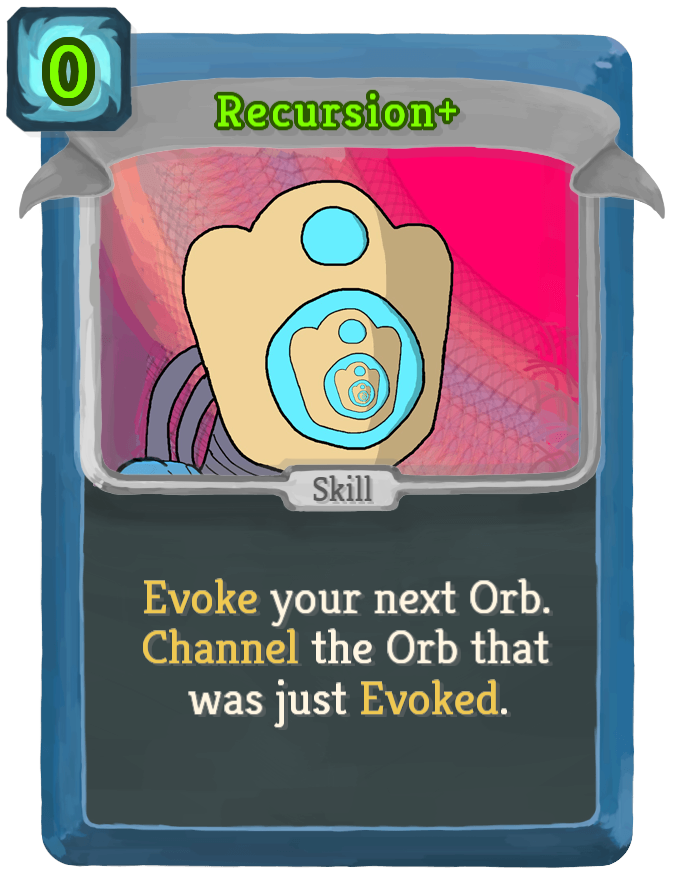 0
Recursion+
Skill
Evoke your next Orb.
Channel the Orb that
was just Evoked.